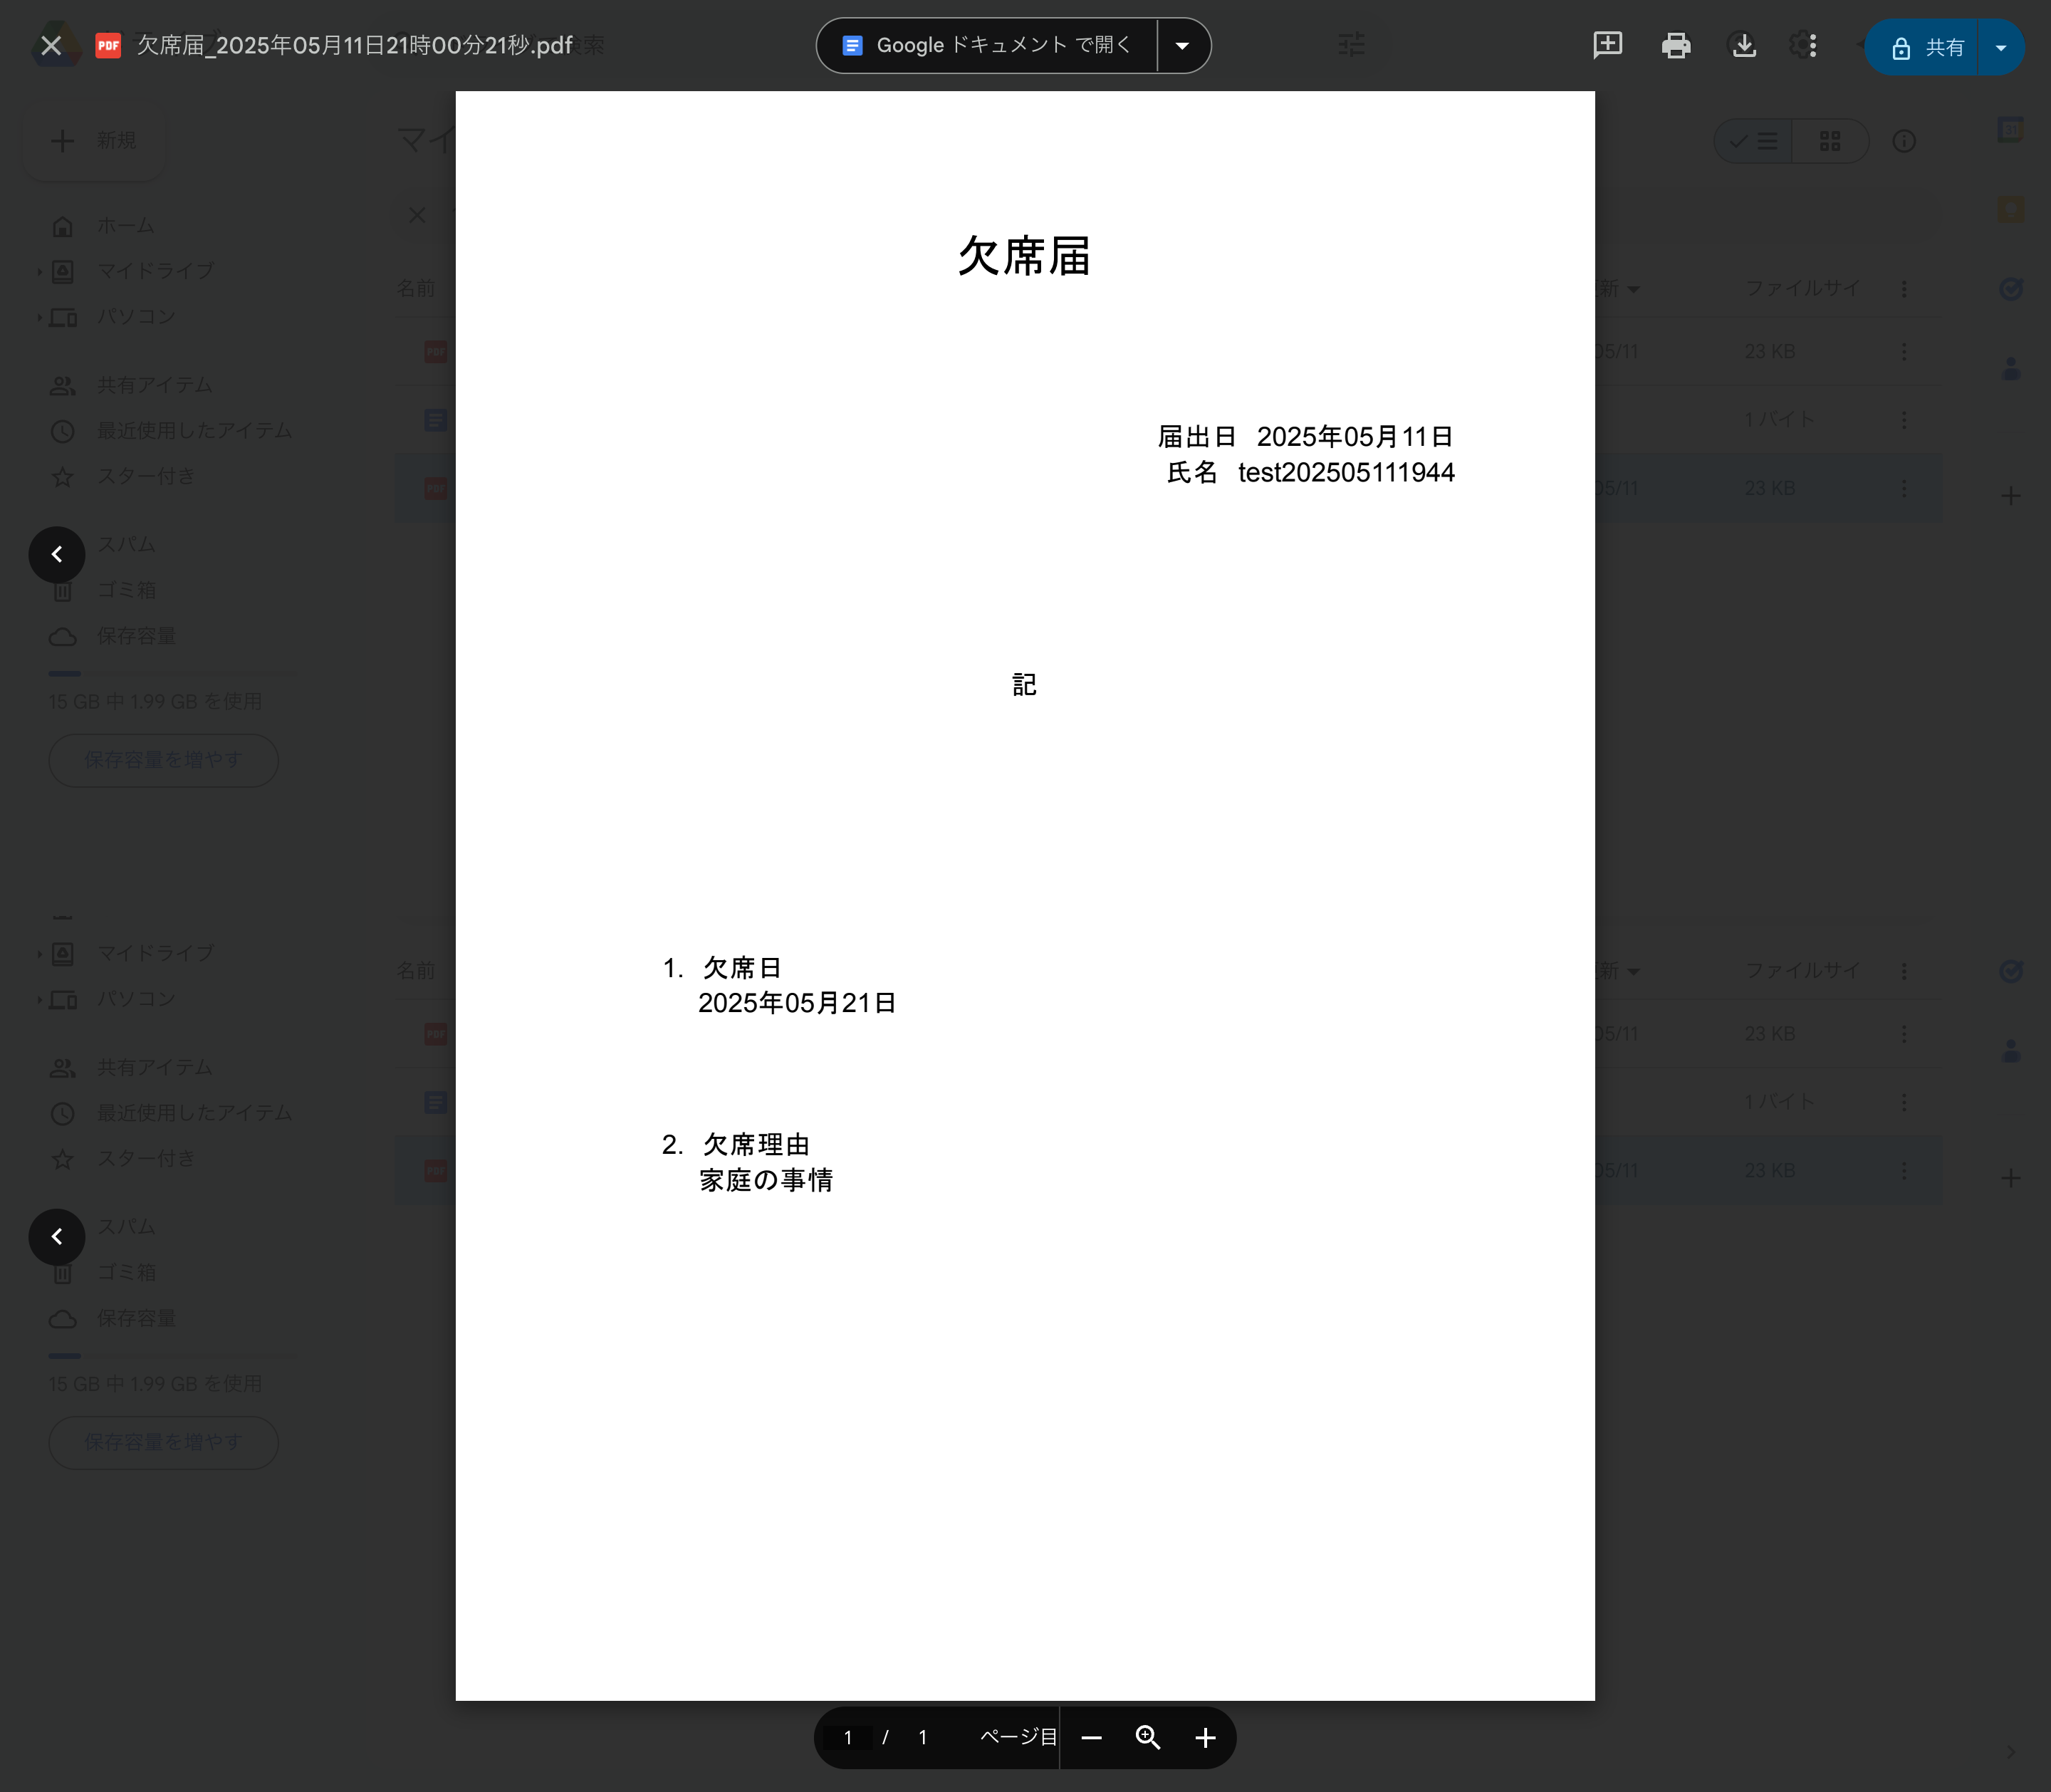 欠席届_2025年05月11日21時00分21秒.pdf
検索
Google ドキュメント で開く
共有
新規
マイ
ホーム
マイドライブ
パソコン
共有アイテム
最近使用したアイテム
スター付き
スパム
ゴミ箱
保存容量
15 GB 中 1.99 GB を使用
保存容量を増やす
名前
新
ファイルサイ
05/11
23 KB
1 バイト
05/11
23 KB
欠席届
届出日 2025年05月11日
氏名 test202505111944
記
1. 欠席日
2025年05月21日
2. 欠席理由
家庭の事情
マイドライブ
パソコン
共有アイテム
最近使用したアイテム
スター付き
スパム
ゴミ箱
保存容量
15 GB 中 1.99 GB を使用
保存容量を増やす
名前
新
ファイルサイ
05/11
23 KB
1 バイト
05/11
23 KB
1 / 1 ページ目